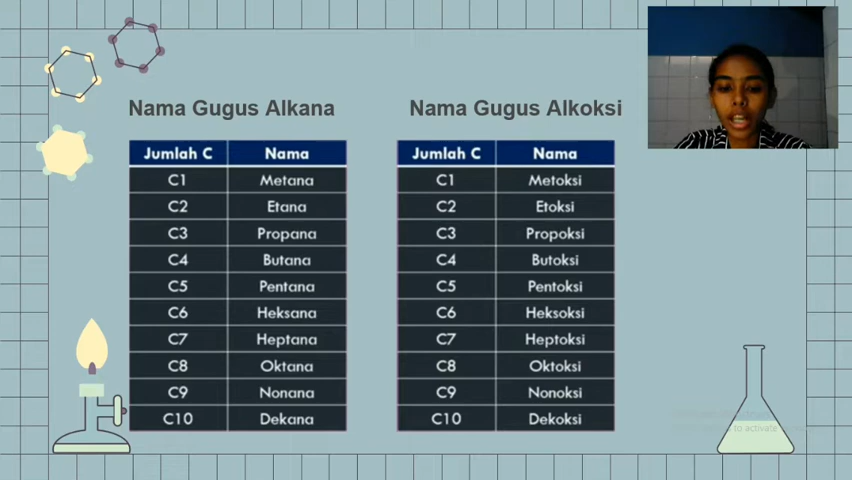 Nama Gugus Alkana
Jumlah C Nama
C1 Metana
C2 Etana
C3 Propana
C4 Butana
C5 Pentana
C6 Heksana
C7 Heptana
C8 Oktana
C9 Nonana
C10 Dekana
Nama Gugus Alkoksi
Jumlah C Nama
C1 Metoksi
C2 Etoksi
C3 Propoksi
C4 Butoksi
C5 Pentoksi
C6 Heksoksi
C7 Heptoksi
C8 Oktoksi
C9 Nonoksi
C10 Dekoksi
to activate